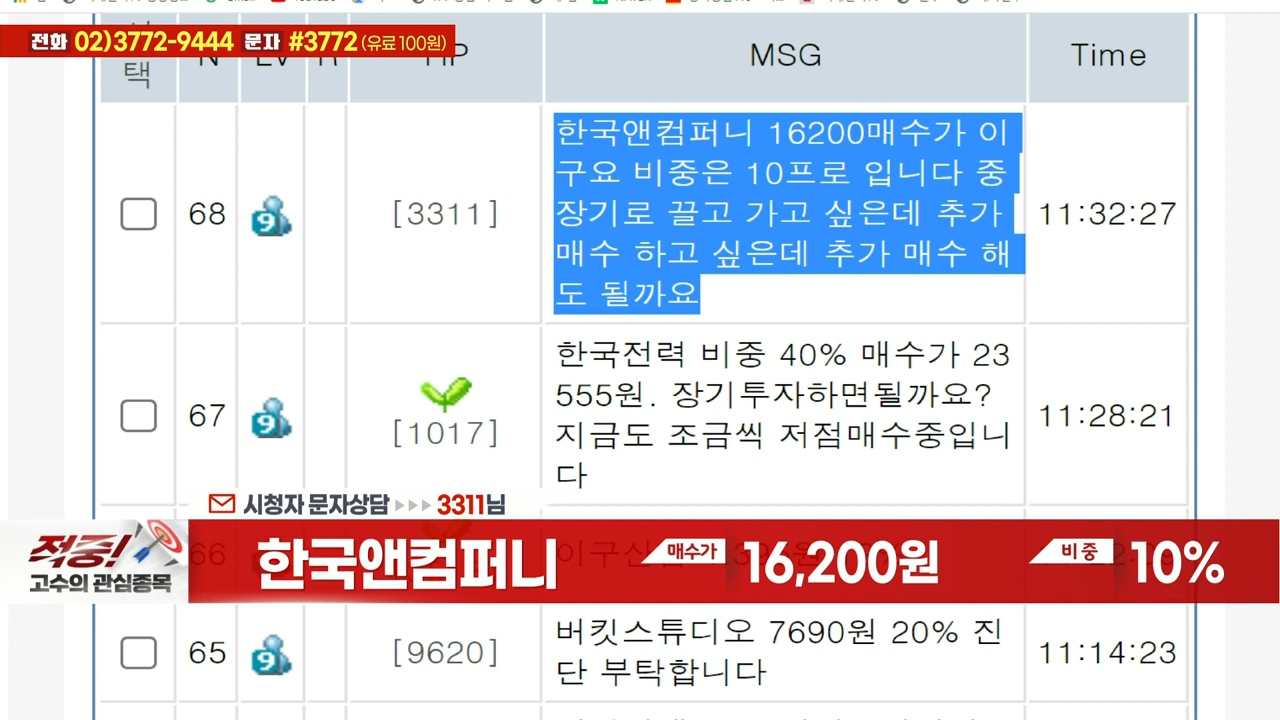 전화 02)3772-9444 문자 #3772 (유료 100원)
택
HP
MSG
Time
68
9
[3311]
한국앤컴퍼니 16200매수가 이
구요 비중은 10프로 입니다 중
장기로 끌고 가고 싶은데 추가
매수 하고 싶은데 추가 매수 해
도 될까요
11:32:27
67
9
[1017]
한국전력 비중 40% 매수가 23
555원. 장기투자하면될까요?
지금도 조금씩 저점매수중입니
다
11:28:21
시청자 문자상담 ▶▶▶ 3311님
적중!
고수의 관심종목
66
한국앤컴퍼니
매수가
16,200원
비중
10%
65
9
[9620]
버킷스튜디오 7690원 20% 진
단 부탁합니다
11:14:23